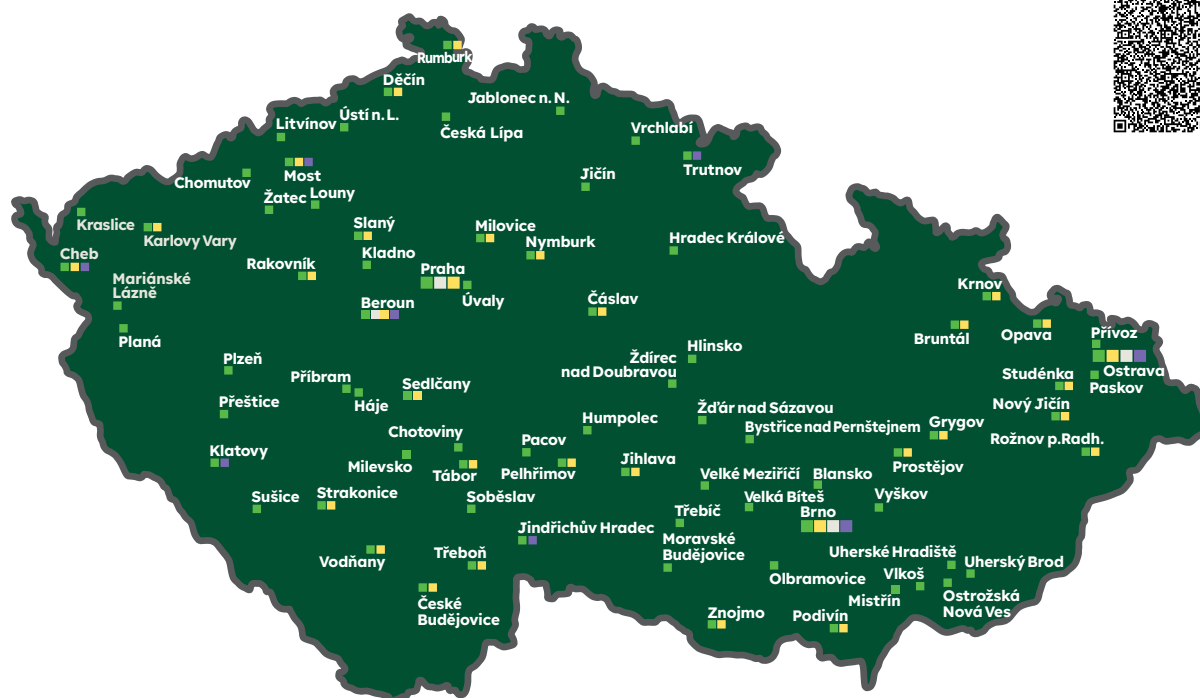 Rumburk
Děčín
Jablonec n. N.
Ústí n. L.
Litvínov
Česká Lípa
Vrchlabí
Most
Trutnov
Chomutov
Jičín
Žatec
Louny
Kraslice
Slaný
Milovice
Karlovy Vary
Nymburk
Hradec Králové
Cheb
Kladno
Rakovník
Praha
Mariánské
Lázně
Krnov
Beroun
Úvaly
Čáslav
Planá
Bruntál
Opava
Přívoz
Hlinsko
Plzeň
Ždírec
nad Doubravou
Ostrava
Příbram
Studénka
Sedlčany
Paskov
Přeštice
Háje
Žďár nad Sázavou
Nový Jičín
Humpolec
Bystřice nad Pernštejnem
Grygov
Chotoviny
Pacov
Rožnov p.Radh.
Klatovy
Milevsko
Jihlava
Tábor
Pelhřimov
Prostějov
Velké Meziříčí
Blansko
Sušice
Strakonice
Soběslav
Velká Bíteš
Vyškov
Třebíč
Brno
Jindřichův Hradec
Moravské
Budějovice
Třeboň
Vodňany
Uherské Hradiště
Uherský Brod
Olbramovice
Vlkoš
Mistřín
Ostrožská
Nová Ves
České
Budějovice
Znojmo
Podivín